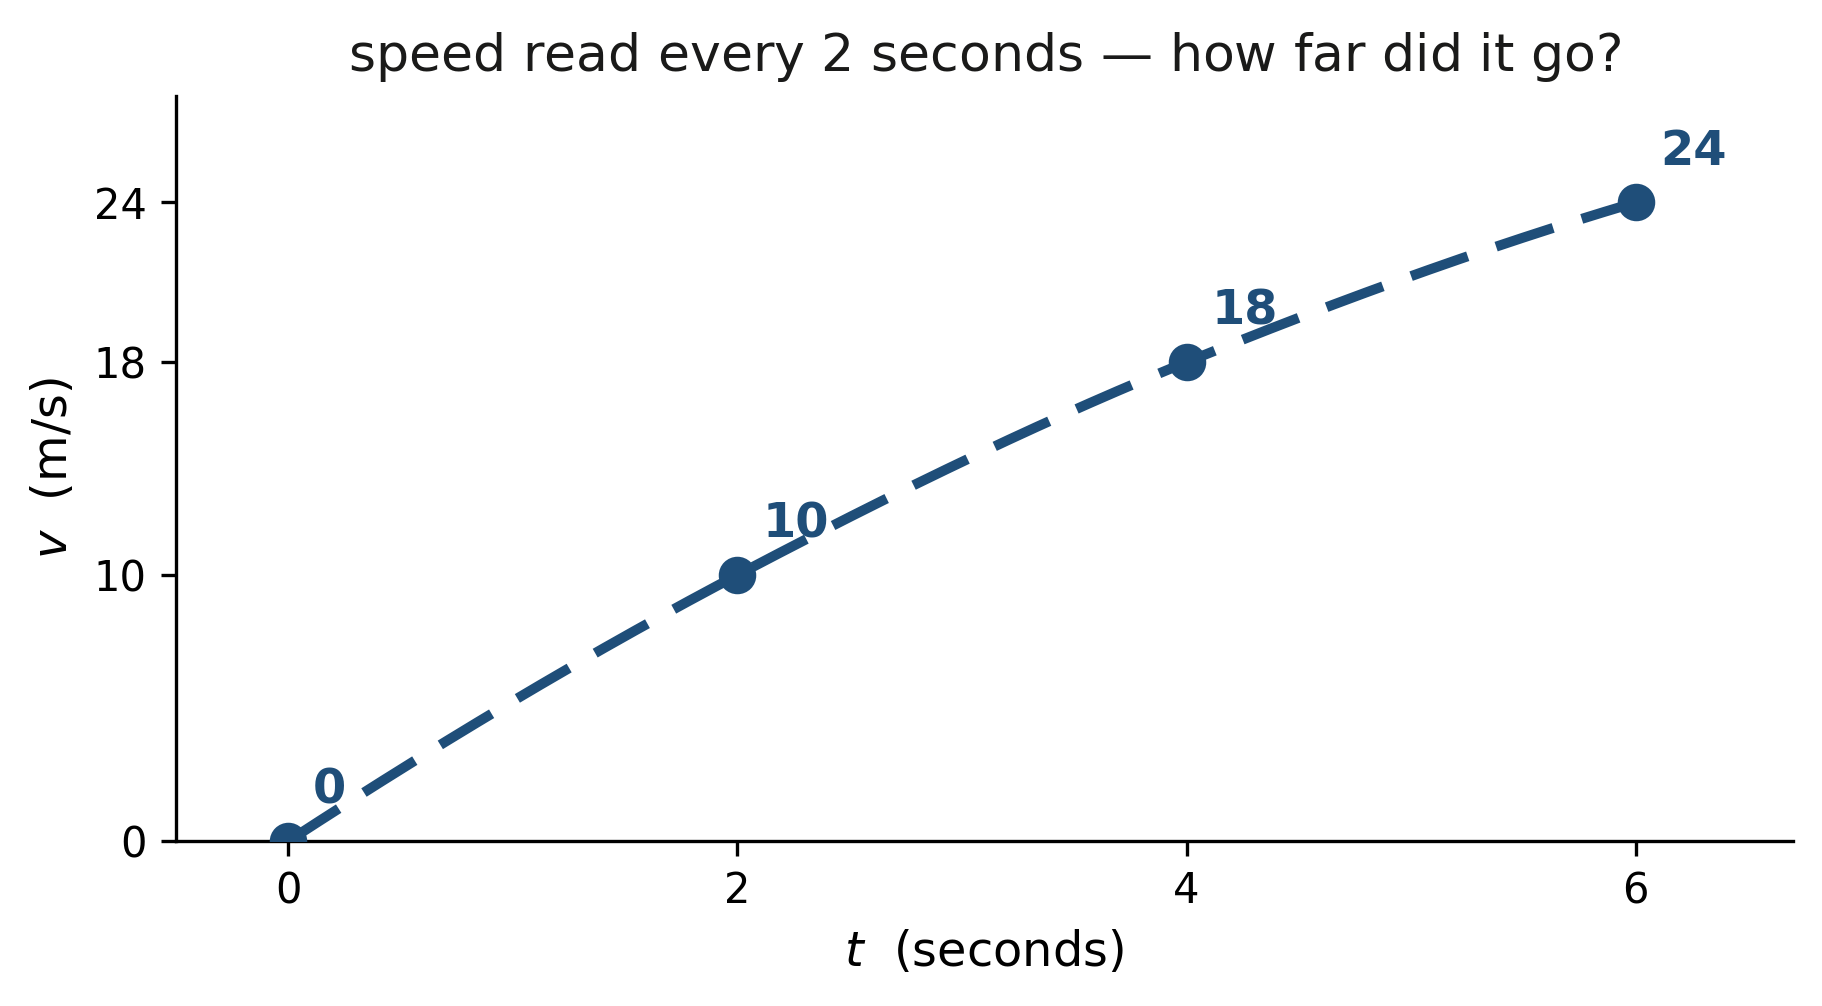 speed read every 2 seconds — how far did it go?
24
24
18
18
v (m/s)
10
10
0
0
0 2 4 6
t (seconds)